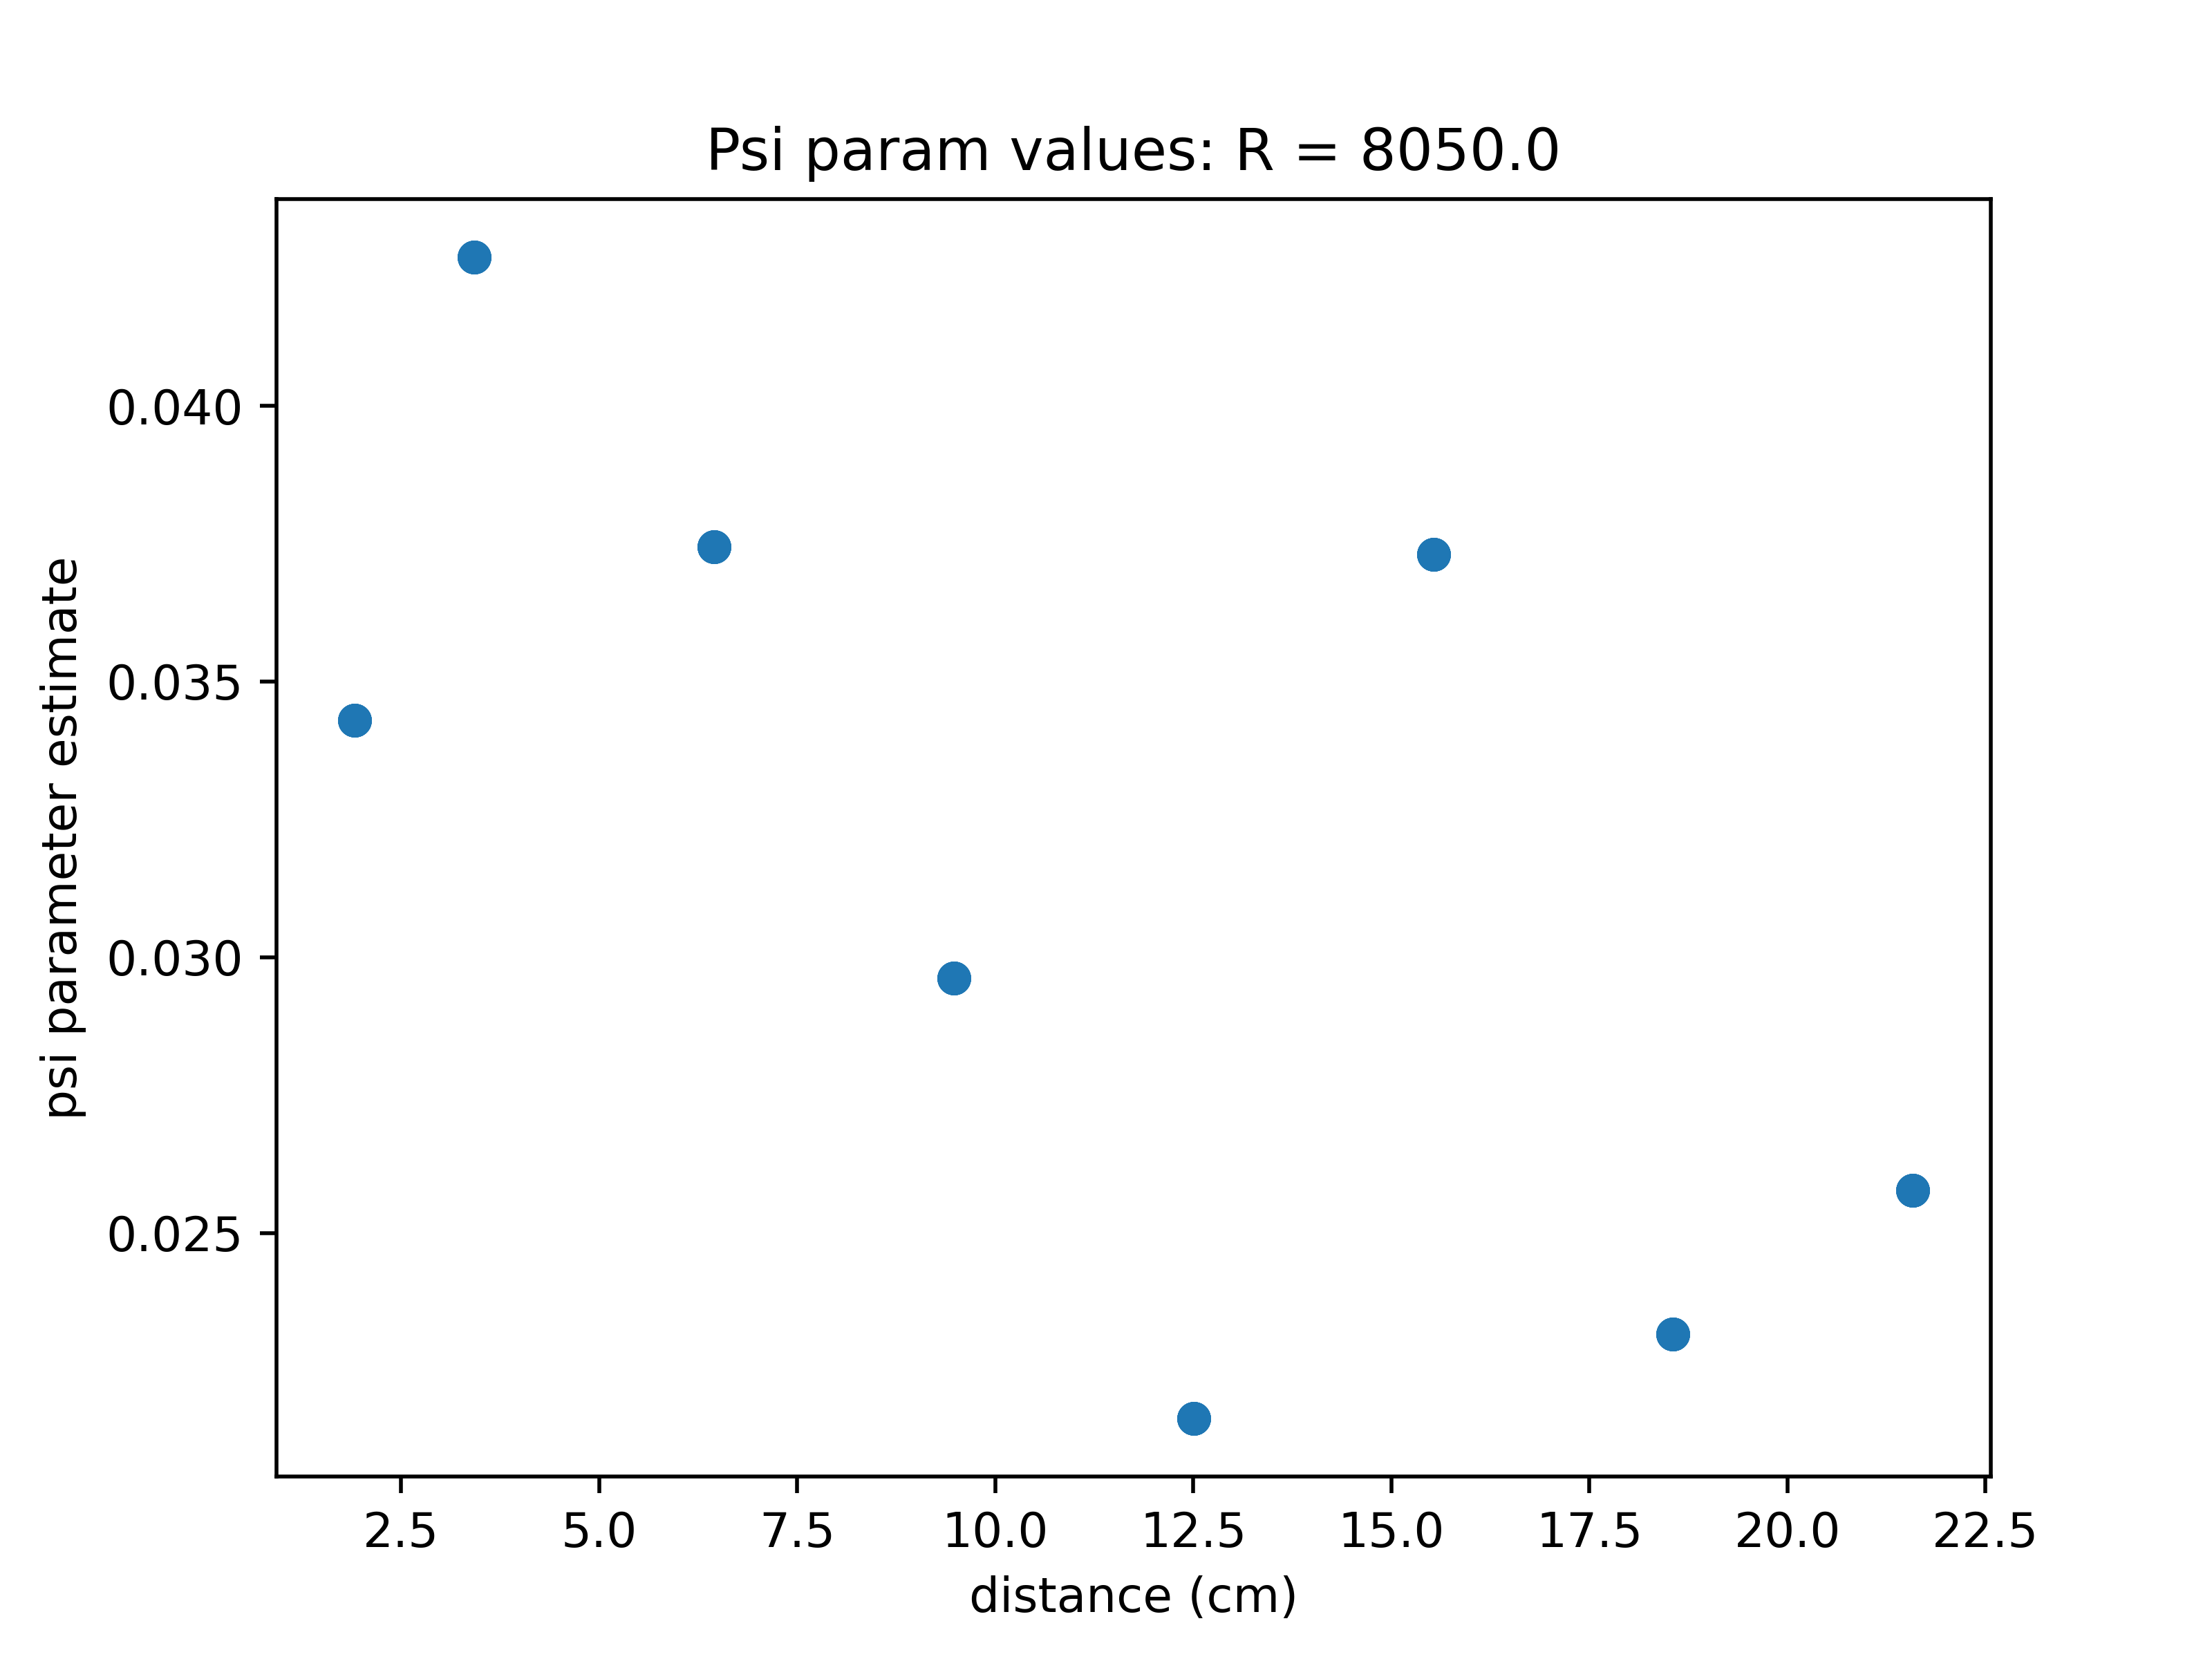 Psi param values: R = 8050.0
psi parameter estimate
0.040
0.035
0.030
0.025
2.5 5.0 7.5 10.0 12.5 15.0 17.5 20.0 22.5
distance (cm)